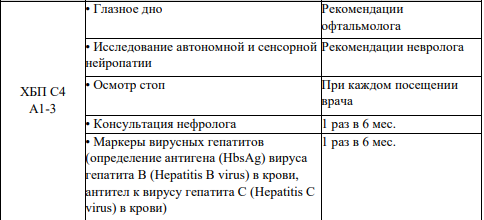 • Глазное дно
Рекомендации
офтальмолога
• Исследование автономной и сенсорной
нейропатии
Рекомендации невролога
ХБП С4
А1-3
• Осмотр стоп
При каждом посещении
врача
• Консультация нефролога
1 раз в 6 мес.
• Маркеры вирусных гепатитов
(определение антигена (HbsAg) вируса
гепатита B (Hepatitis B virus) в крови,
антител к вирусу гепатита C (Hepatitis C
virus) в крови)
1 раз в 6 мес.